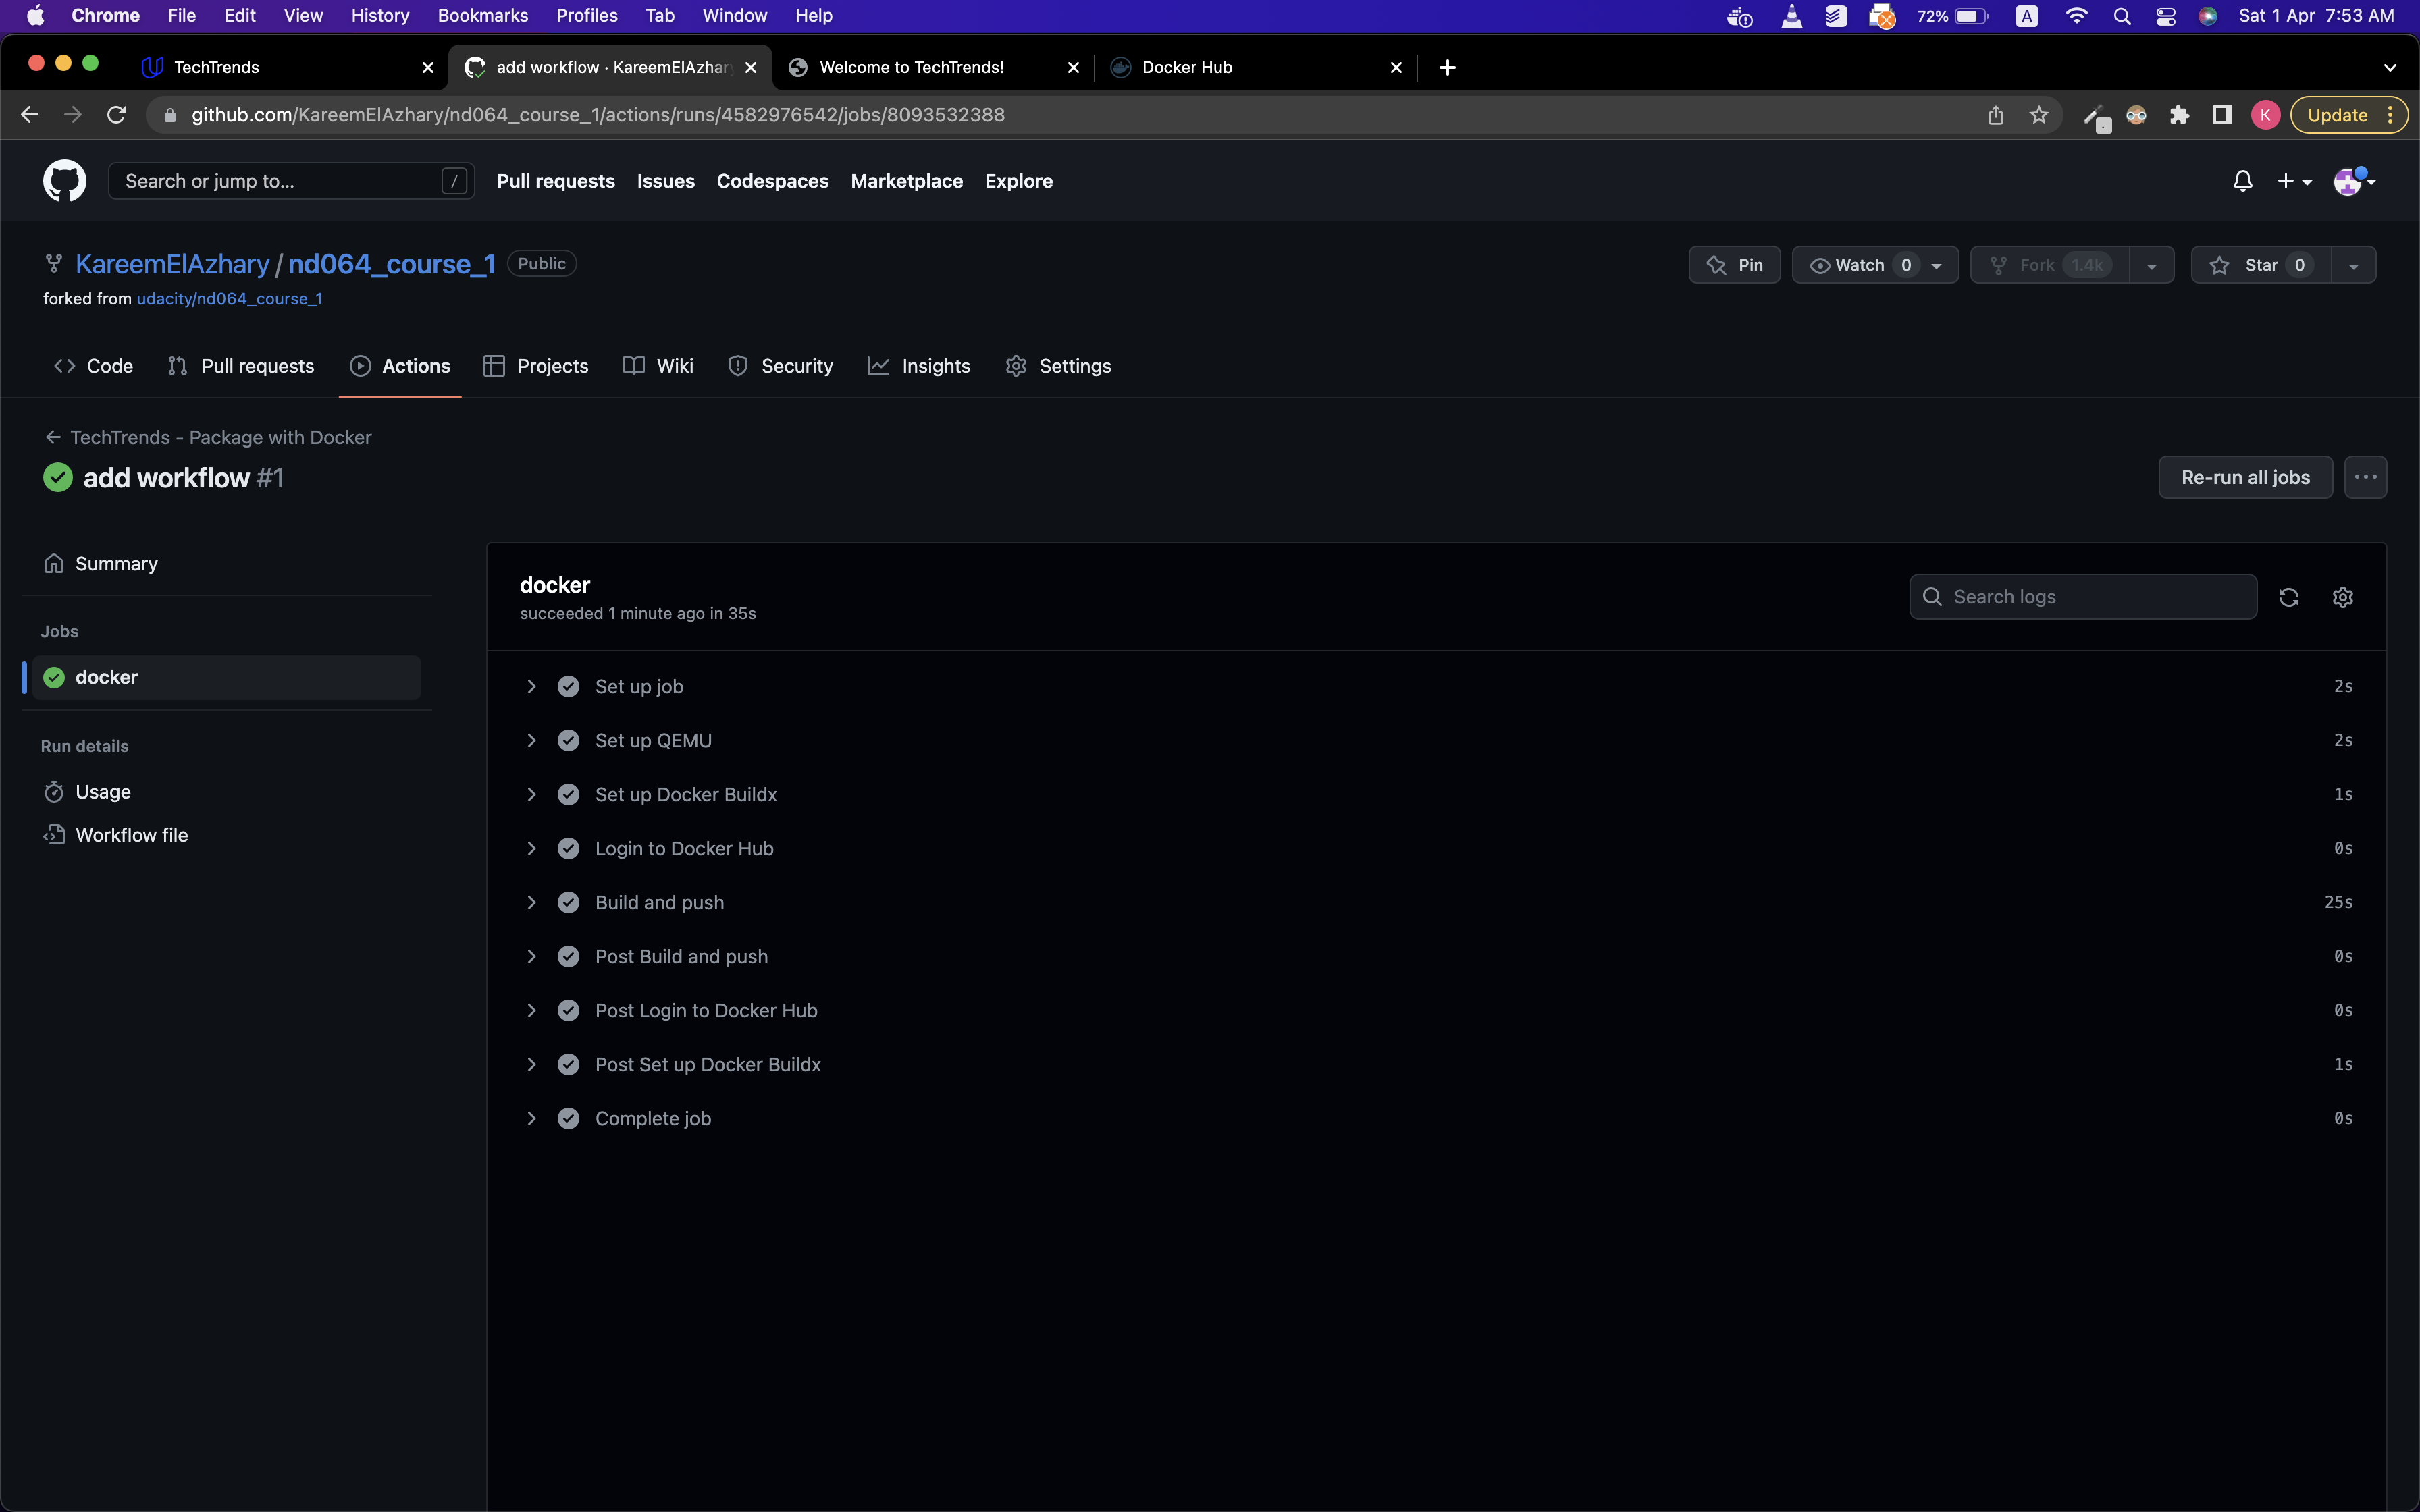 Chrome File Edit View History Bookmarks Profiles Tab Window Help 72% A Sat 1 Apr 7:53 AM
TechTrends add workflow · KareemElAzhar Welcome to TechTrends! Docker Hub
github.com/KareemElAzhary/nd064_course_1/actions/runs/4582976542/jobs/8093532388 K Update
Search or jump to... / Pull requests Issues Codespaces Marketplace Explore
KareemElAzhary / nd064_course_1 Public Pin Watch 0 Fork 1.4k Star 0
forked from udacity/nd064_course_1
Code Pull requests Actions Projects Wiki Security Insights Settings
TechTrends - Package with Docker
add workflow #1 Re-run all jobs
Summary
Jobs
docker
Run details
Usage
Workflow file
docker
succeeded 1 minute ago in 35s
Search logs
Set up job 2s
Set up QEMU 2s
Set up Docker Buildx 1s
Login to Docker Hub 0s
Build and push 25s
Post Build and push 0s
Post Login to Docker Hub 0s
Post Set up Docker Buildx 1s
Complete job 0s